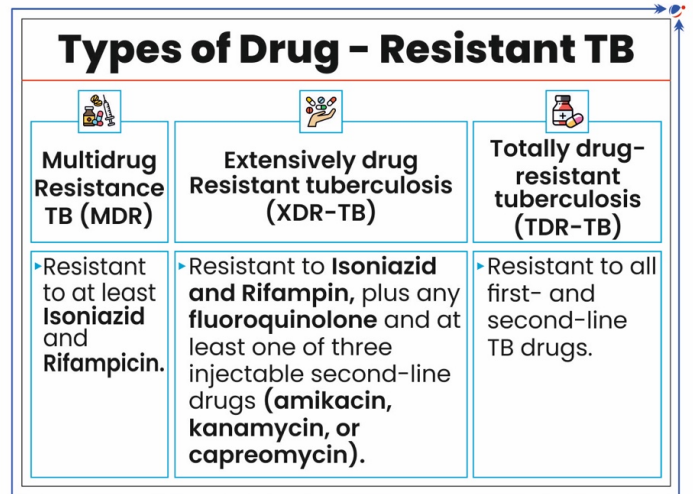 Types of Drug - Resistant TB
Multidrug
Resistance
TB (MDR)
Extensively drug
Resistant tuberculosis
(XDR-TB)
Totally drug-
resistant
tuberculosis
(TDR-TB)
Resistant
to at least
Isoniazid
and
Rifampicin.
Resistant to Isoniazid
and Rifampin, plus any
fluoroquinolone and at
least one of three
injectable second-line
drugs (amikacin,
kanamycin, or
capreomycin).
Resistant to all
first- and
second-line
TB drugs.